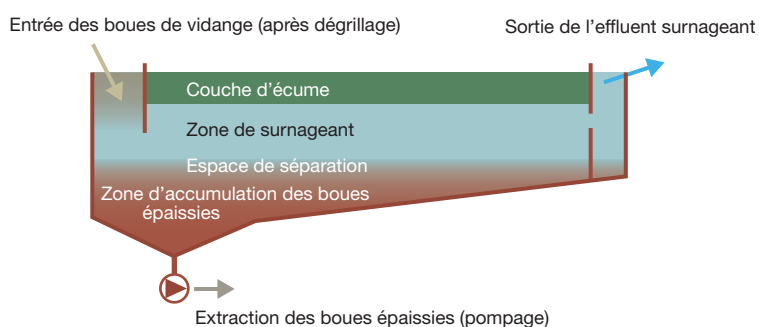 Entrée des boues de vidange (après dégrillage)
Sortie de l’effluent surnageant
Couche d’écume
Zone de surnageant
Espace de séparation
Zone d’accumulation des boues
épaissies
Extraction des boues épaissies (pompage)